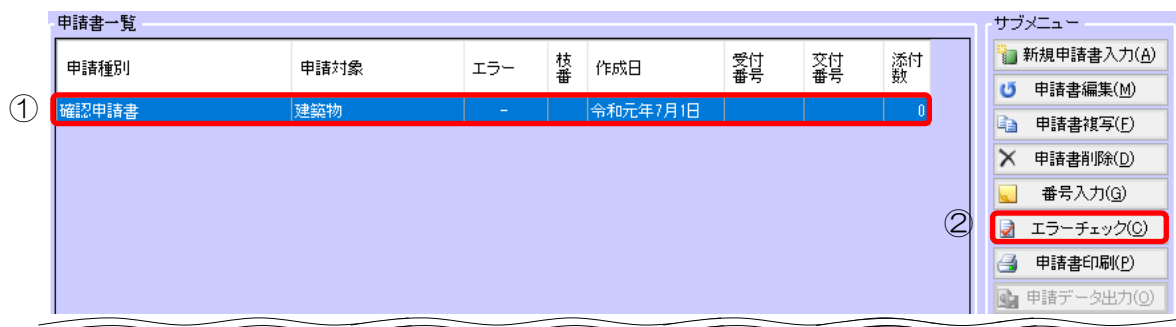 申請書一覧
申請種別 申請対象 エラー 枝番 作成日 受付番号 交付番号 添付数
① 確認申請書 建築物 - 令和元年7月1日 0
サブメニュー
新規申請書入力(A)
申請書編集(M)
申請書複写(F)
申請書削除(D)
番号入力(G)
② エラーチェック(C)
申請書印刷(P)
申請データ出力(O)